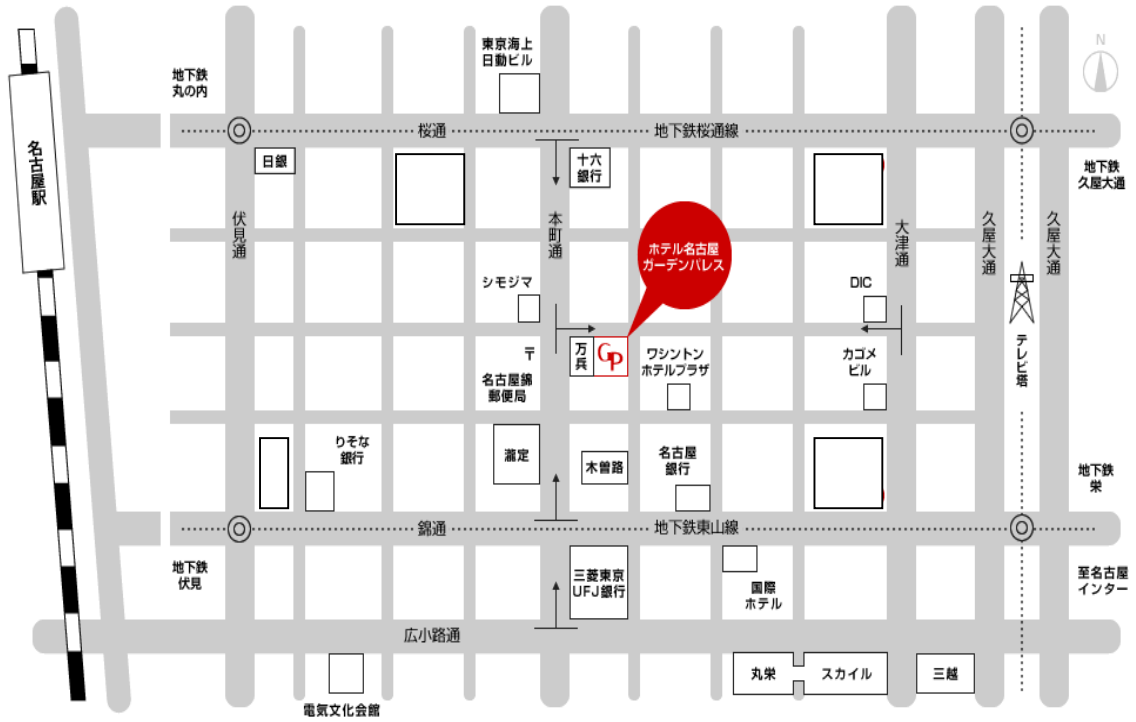 東京海上
日動ビル
N
地下鉄
丸の内
桜通
地下鉄桜通線
名古屋駅
日銀
十六
銀行
地下鉄
久屋大通
伏見通
本町通
大津通
久屋大通
久屋大通
ホテル名古屋
ガーデンパレス
シモジマ
DIC
〒
名古屋錦
郵便局
万兵
GP
ワシントン
ホテルプラザ
カゴメ
ビル
テレビ塔
りそな
銀行
瀧定
木曽路
名古屋
銀行
地下鉄
栄
錦通
地下鉄東山線
地下鉄
伏見
三菱東京
UFJ銀行
国際
ホテル
至名古屋
インター
広小路通
丸栄
スカイル
三越
電気文化会館